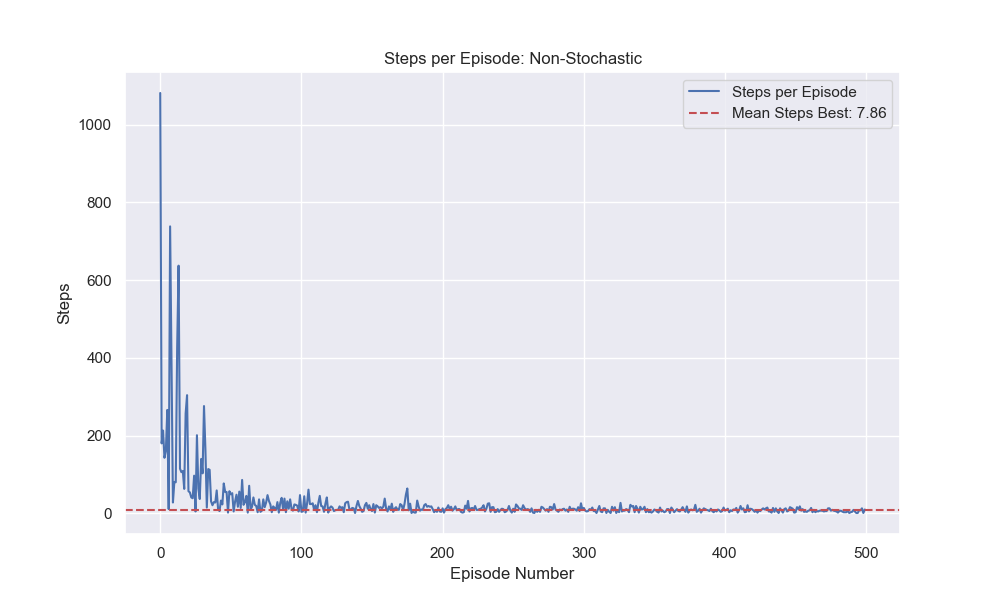 Steps per Episode: Non-Stochastic
Steps per Episode
Mean Steps Best: 7.86
1000
800
600
400
200
0
Steps
0 100 200 300 400 500
Episode Number